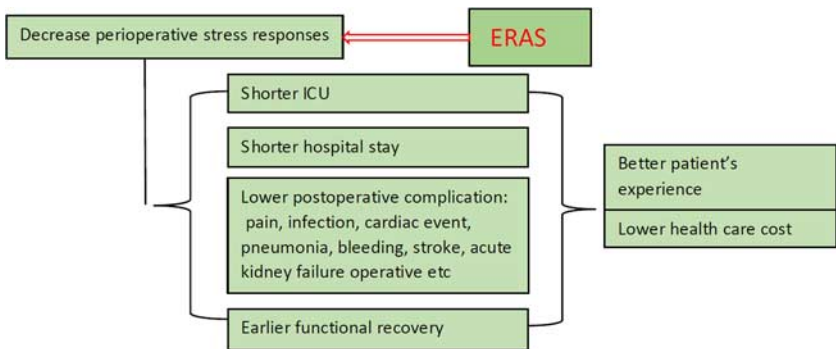 Decrease perioperative stress responses
ERAS
Shorter ICU
Shorter hospital stay
Lower postoperative complication:
pain, infection, cardiac event,
pneumonia, bleeding, stroke, acute
kidney failure operative etc
Earlier functional recovery
Better patient's
experience
Lower health care cost